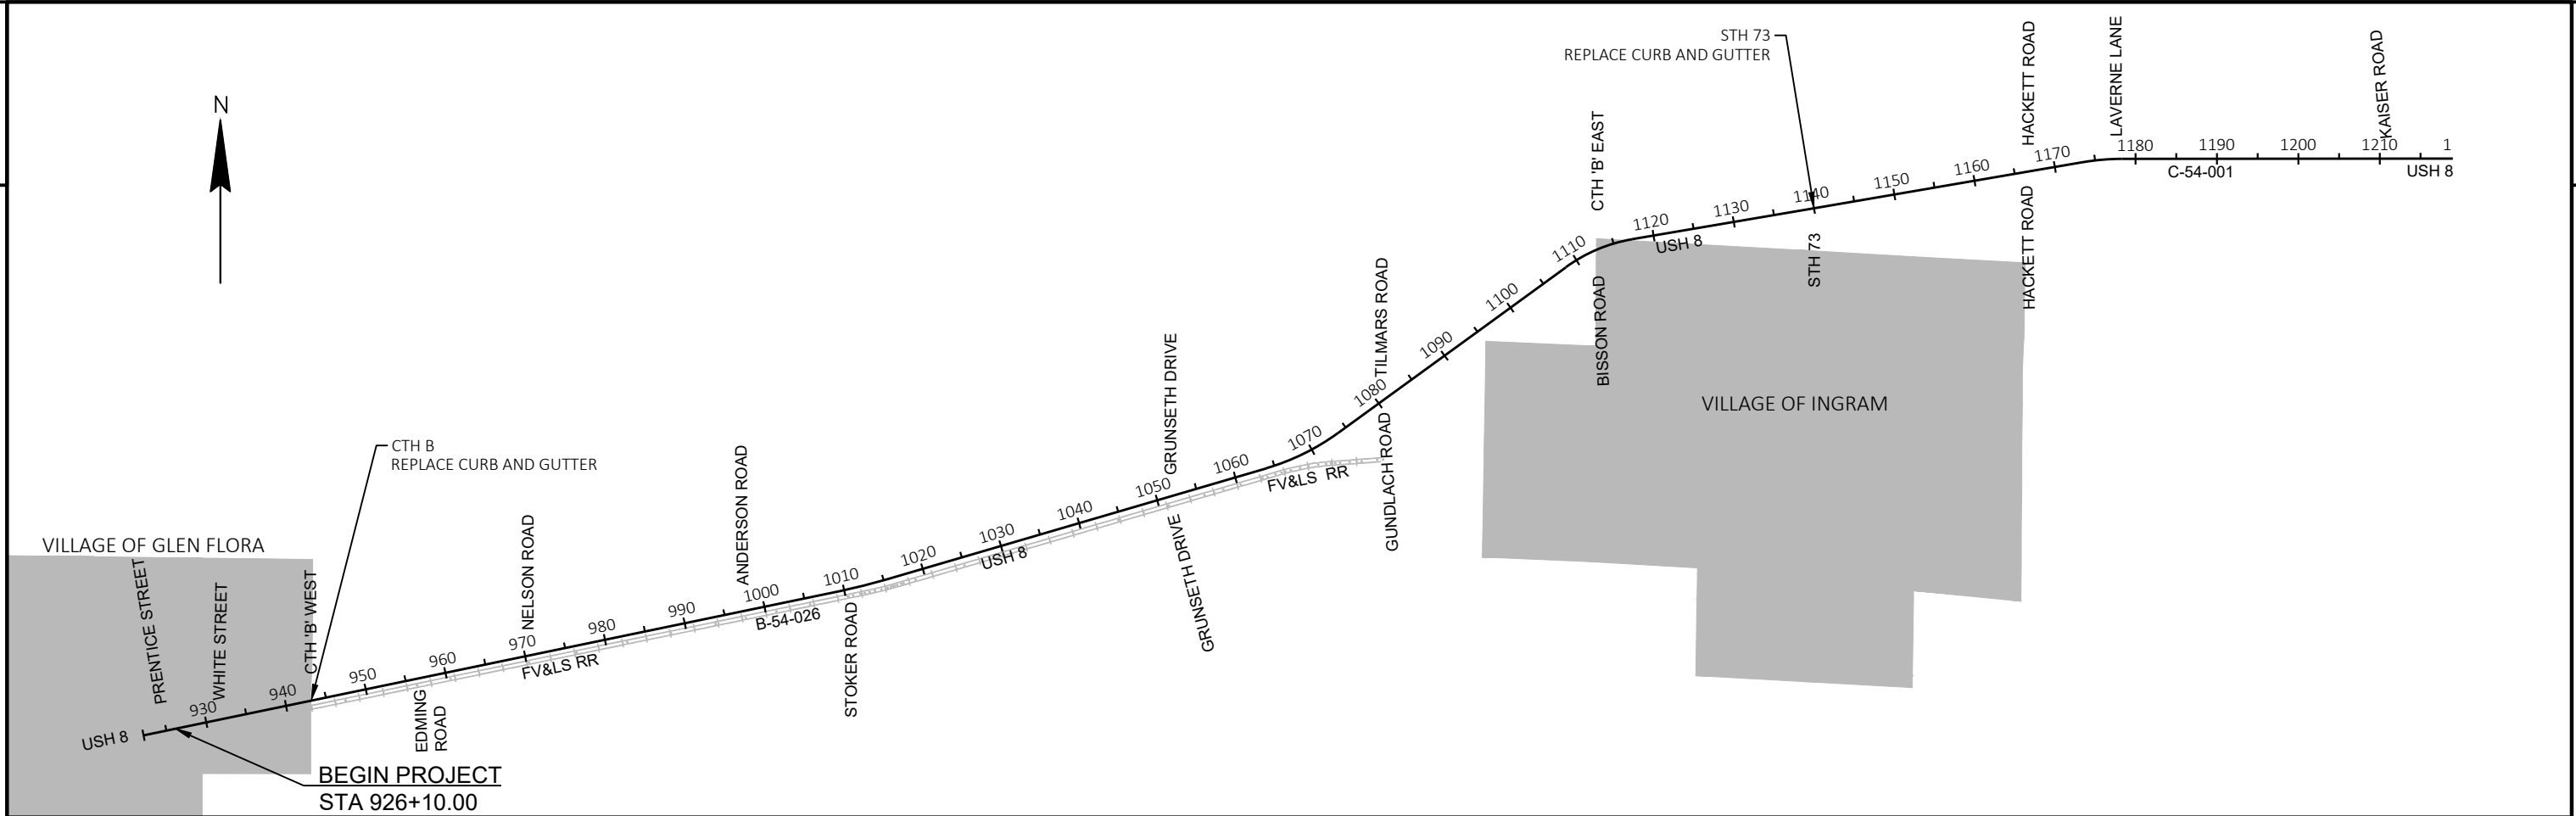 N
STH 73
REPLACE CURB AND GUTTER
HACKETT ROAD
LAVERNE LANE
KAISER ROAD
CTH 'B' EAST
1110
1120
1130
1140
1150
1160
1170
1180
1190
1200
1210
1
C-54-001
USH 8
USH 8
STH 73
HACKETT ROAD
BISSON ROAD
VILLAGE OF INGRAM
TILMARS ROAD
1100
1090
1080
1070
GUNDLACH ROAD
GRUNSETH DRIVE
1060
FV&LS RR
1050
1040
1030
1020
USH 8
GRUNSETH DRIVE
CTH B
REPLACE CURB AND GUTTER
ANDERSON ROAD
1010
1000
990
B-54-026
STOKER ROAD
NELSON ROAD
980
970
960
950
940
930
FV&LS RR
EDMING
ROAD
VILLAGE OF GLEN FLORA
PRENTICE STREET
WHITE STREET
CTH 'B' WEST
USH 8
BEGIN PROJECT
STA 926+10.00